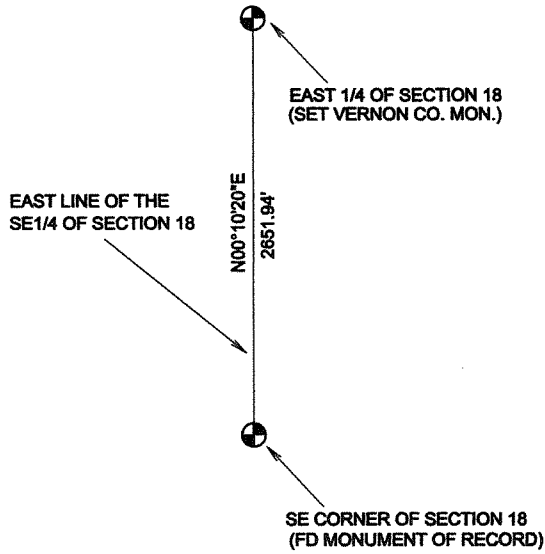 EAST 1/4 OF SECTION 18
(SET VERNON CO. MON.)
EAST LINE OF THE
SE1/4 OF SECTION 18
N00°10'20"E
2651.94'
SE CORNER OF SECTION 18
(FD MONUMENT OF RECORD)